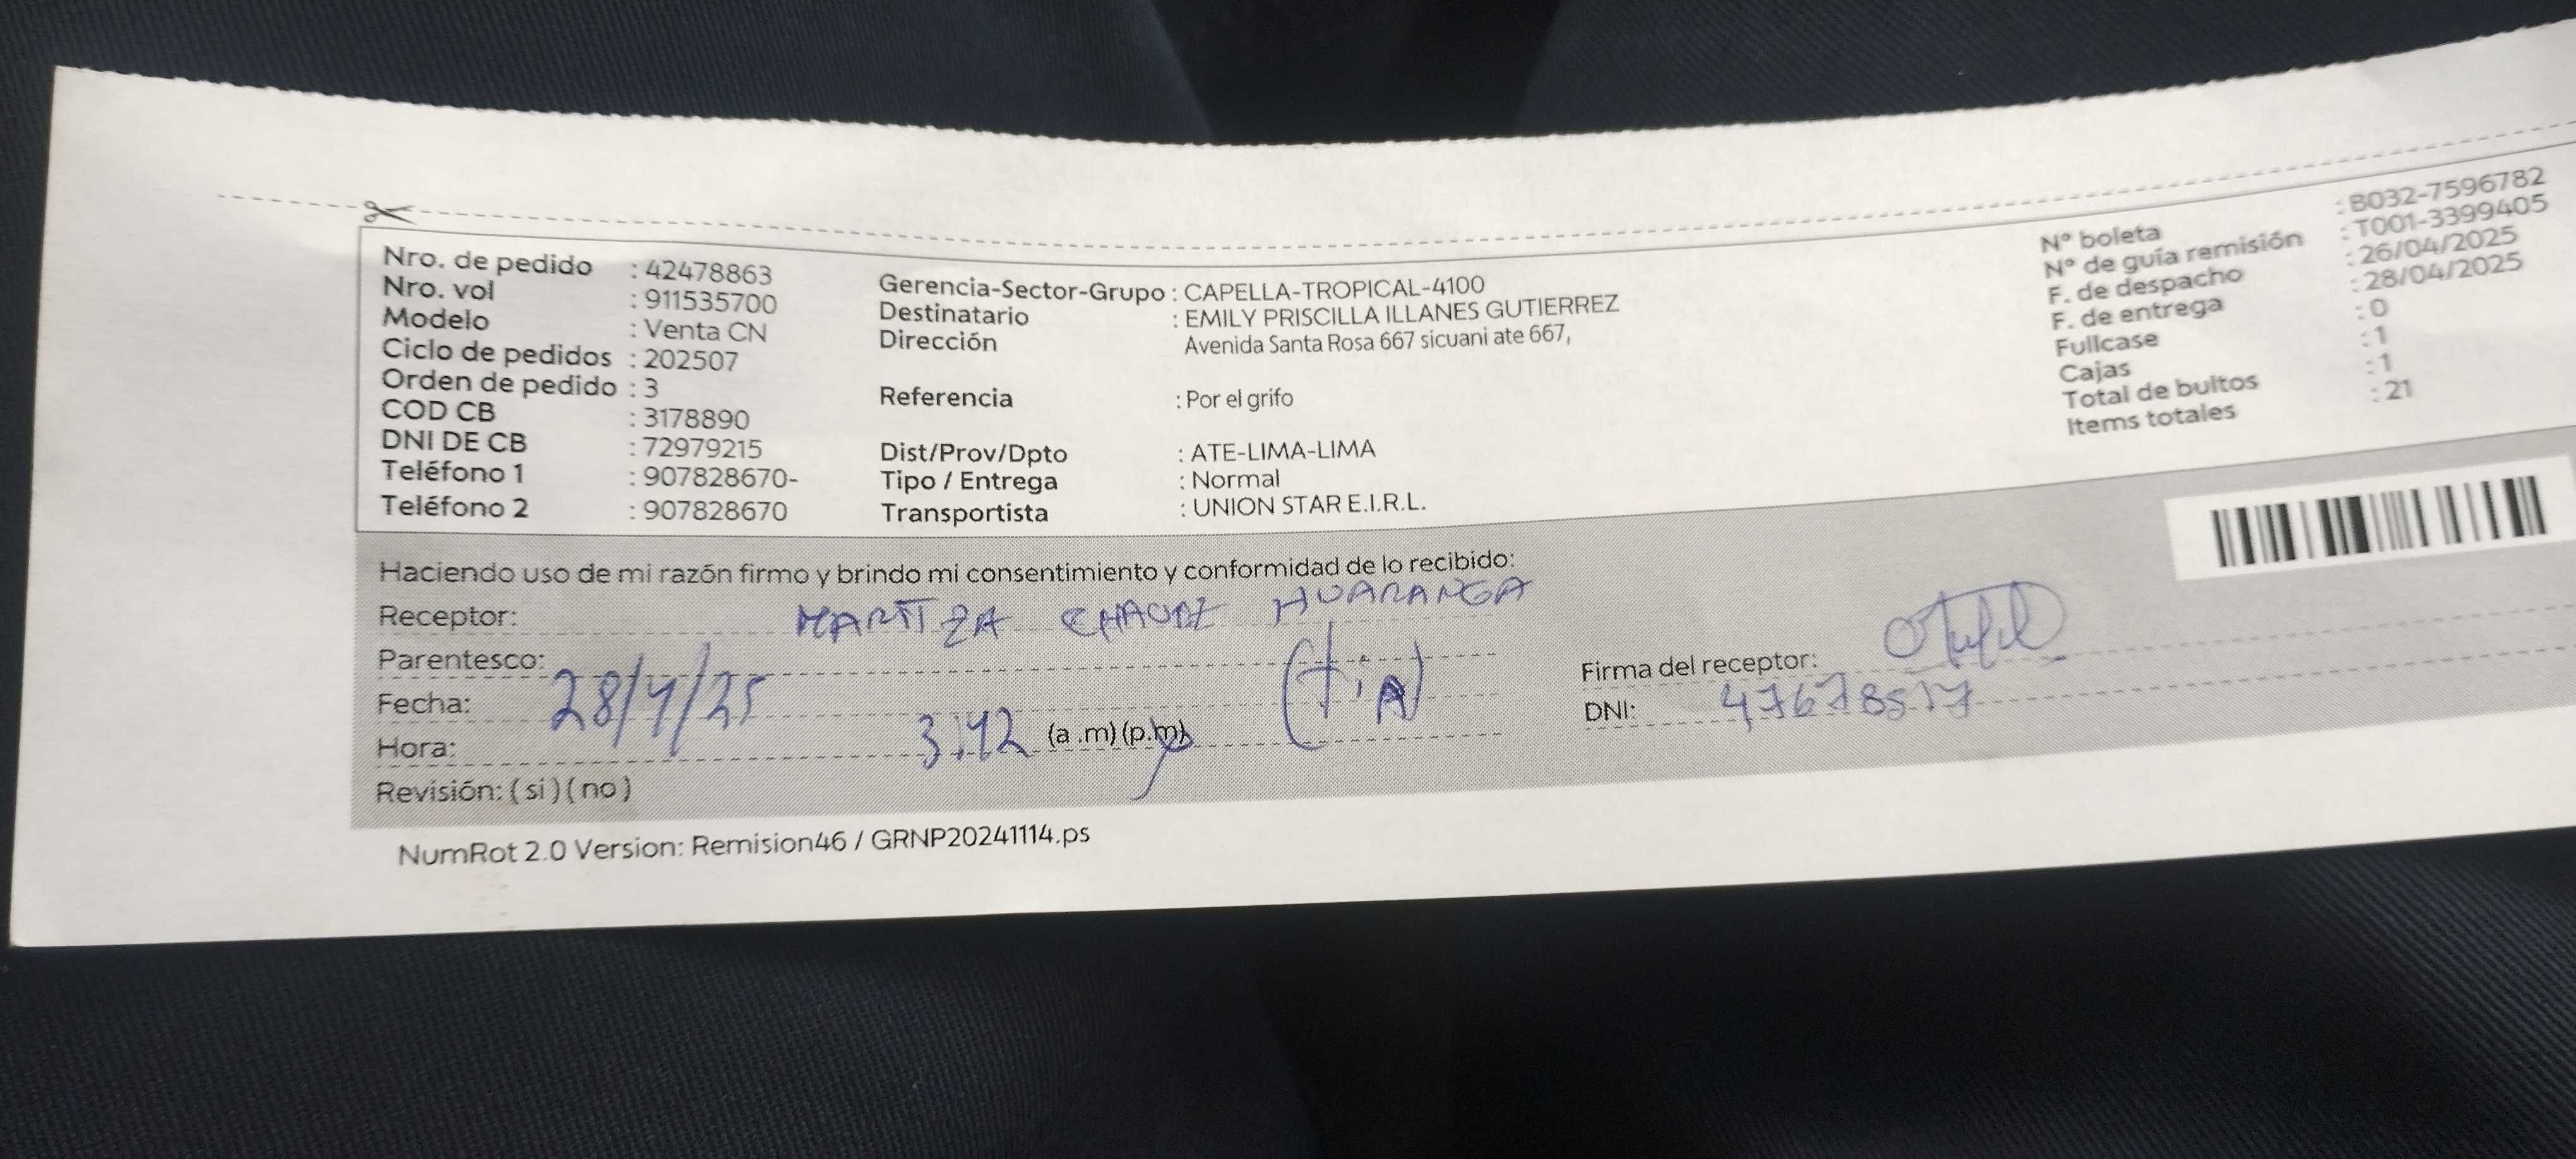 Nro. de pedido : 42478863
Nro. vol : 911535700
Modelo : Venta CN
Ciclo de pedidos : 202507
Orden de pedido : 3
COD CB : 3178890
DNI DE CB : 72979215
Teléfono 1 : 907828670-
Teléfono 2 : 907828670
Gerencia-Sector-Grupo : CAPELLA-TROPICAL-4100
Destinatario : EMILY PRISCILLA ILLANES GUTIERREZ
Dirección Avenida Santa Rosa 667 sicuani ate 667,
Referencia : Por el grifo
Dist/Prov/Dpto : ATE-LIMA-LIMA
Tipo / Entrega : Normal
Transportista : UNION STAR E.I.R.L.
N° boleta : B032-7596782
N° de guía remisión : T001-3399405
F. de despacho : 26/04/2025
F. de entrega : 28/04/2025
Fullcase : 0
Cajas : 1
Total de bultos : 1
Items totales : 21
Haciendo uso de mi razón firmo y brindo mi consentimiento y conformidad de lo recibido:
Receptor: MARITZA HUARANGA
Parentesco: (tiA)
Fecha: 28/4/25
Hora: 3:42 (a.m) (p.m)
Revisión: (si) (no)
Firma del receptor:
DNI: 47678517
NumRot 2.0 Version: Remision46 / GRNP20241114.ps